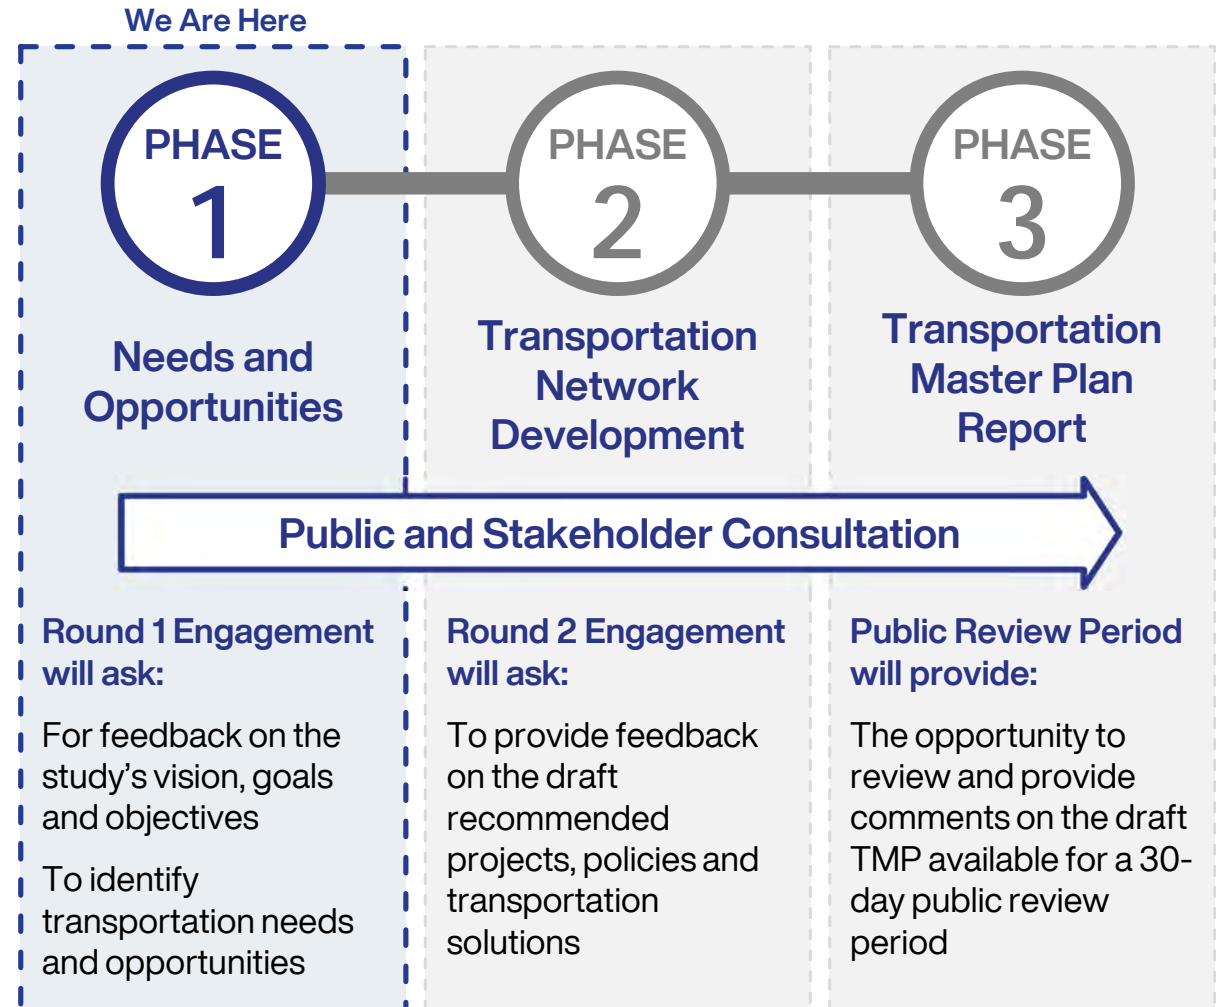 We Are Here
PHASE
1
Needs and
Opportunities
PHASE
2
Transportation
Network
Development
PHASE
3
Transportation
Master Plan
Report
Public and Stakeholder Consultation
Round 1 Engagement
will ask:
For feedback on the
study's vision, goals
and objectives
To identify
transportation needs
and opportunities
Round 2 Engagement
will ask:
To provide feedback
on the draft
recommended
projects, policies and
transportation
solutions
Public Review Period
will provide:
The opportunity to
review and provide
comments on the draft
TMP available for a 30-
day public review
period